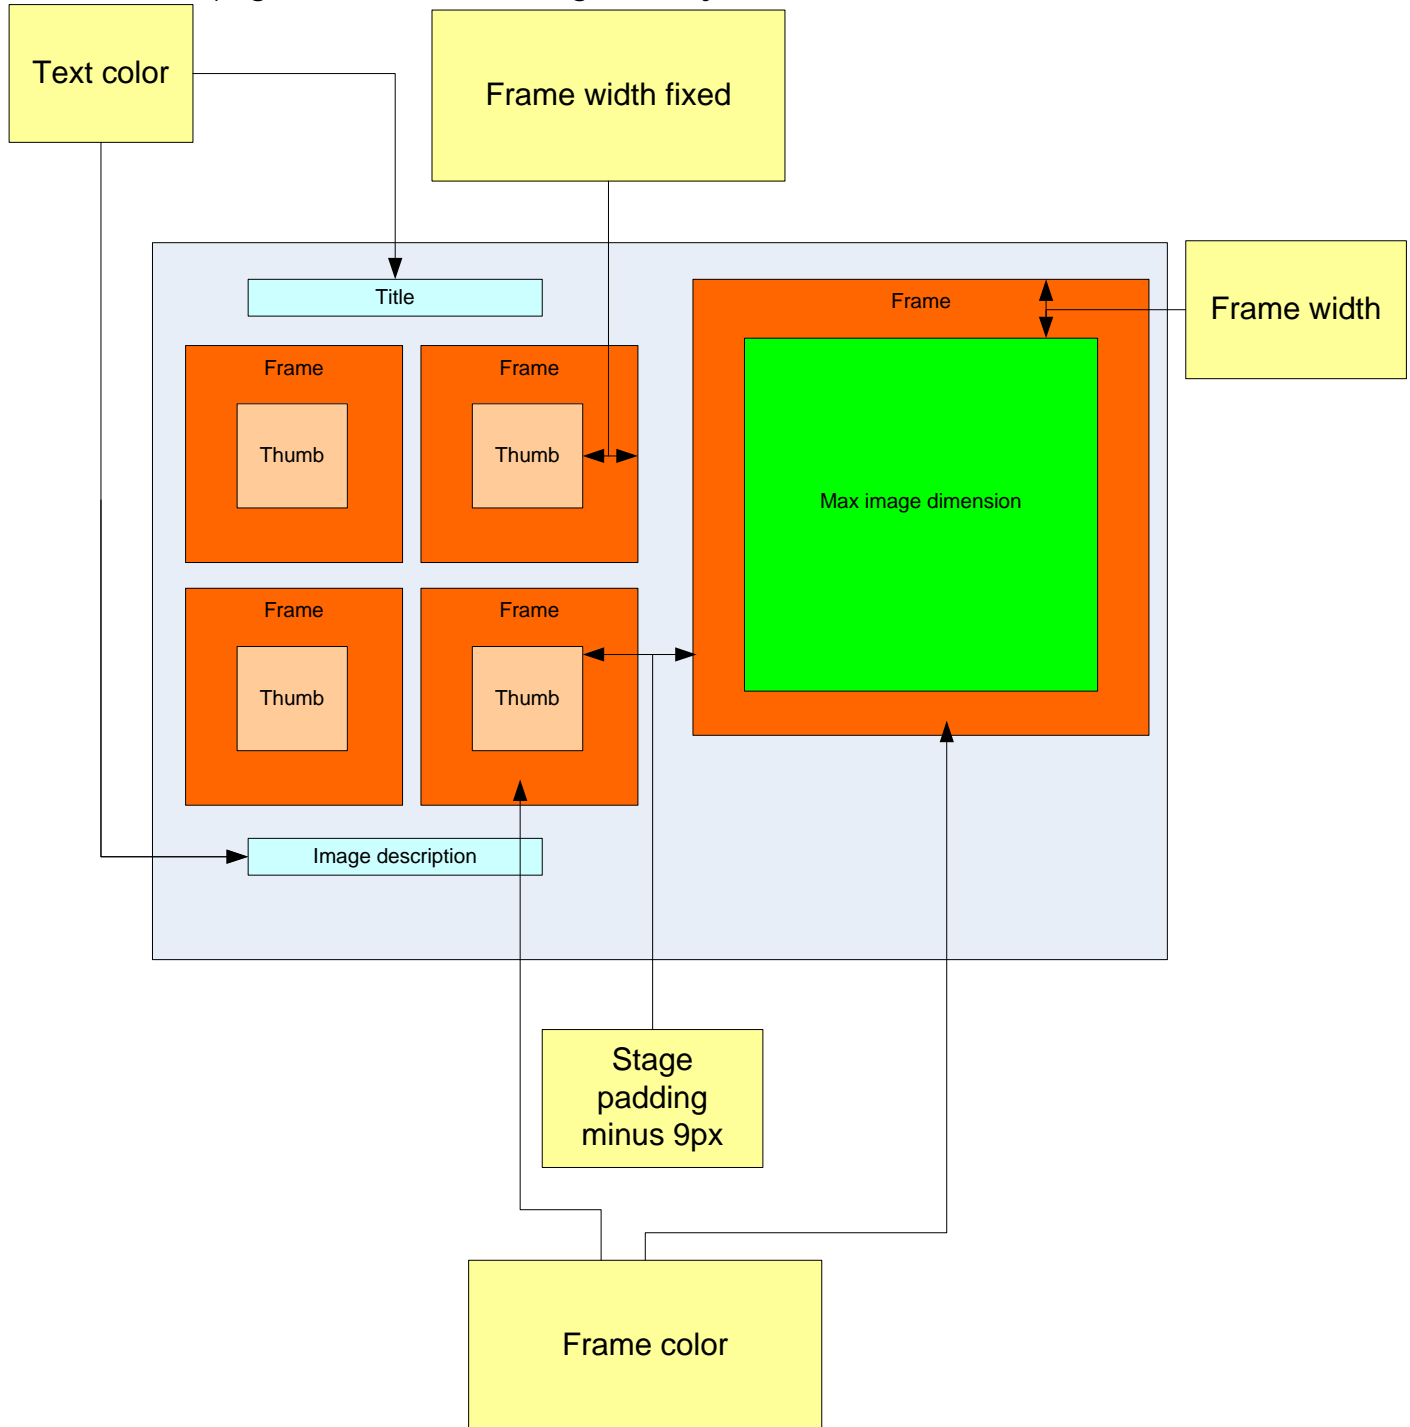 Text color
Frame width fixed
Title
Frame
Frame width
Frame
Frame
Thumb
Thumb
Max image dimension
Frame
Frame
Thumb
Thumb
Image description
Stage
padding
minus 9px
Frame color